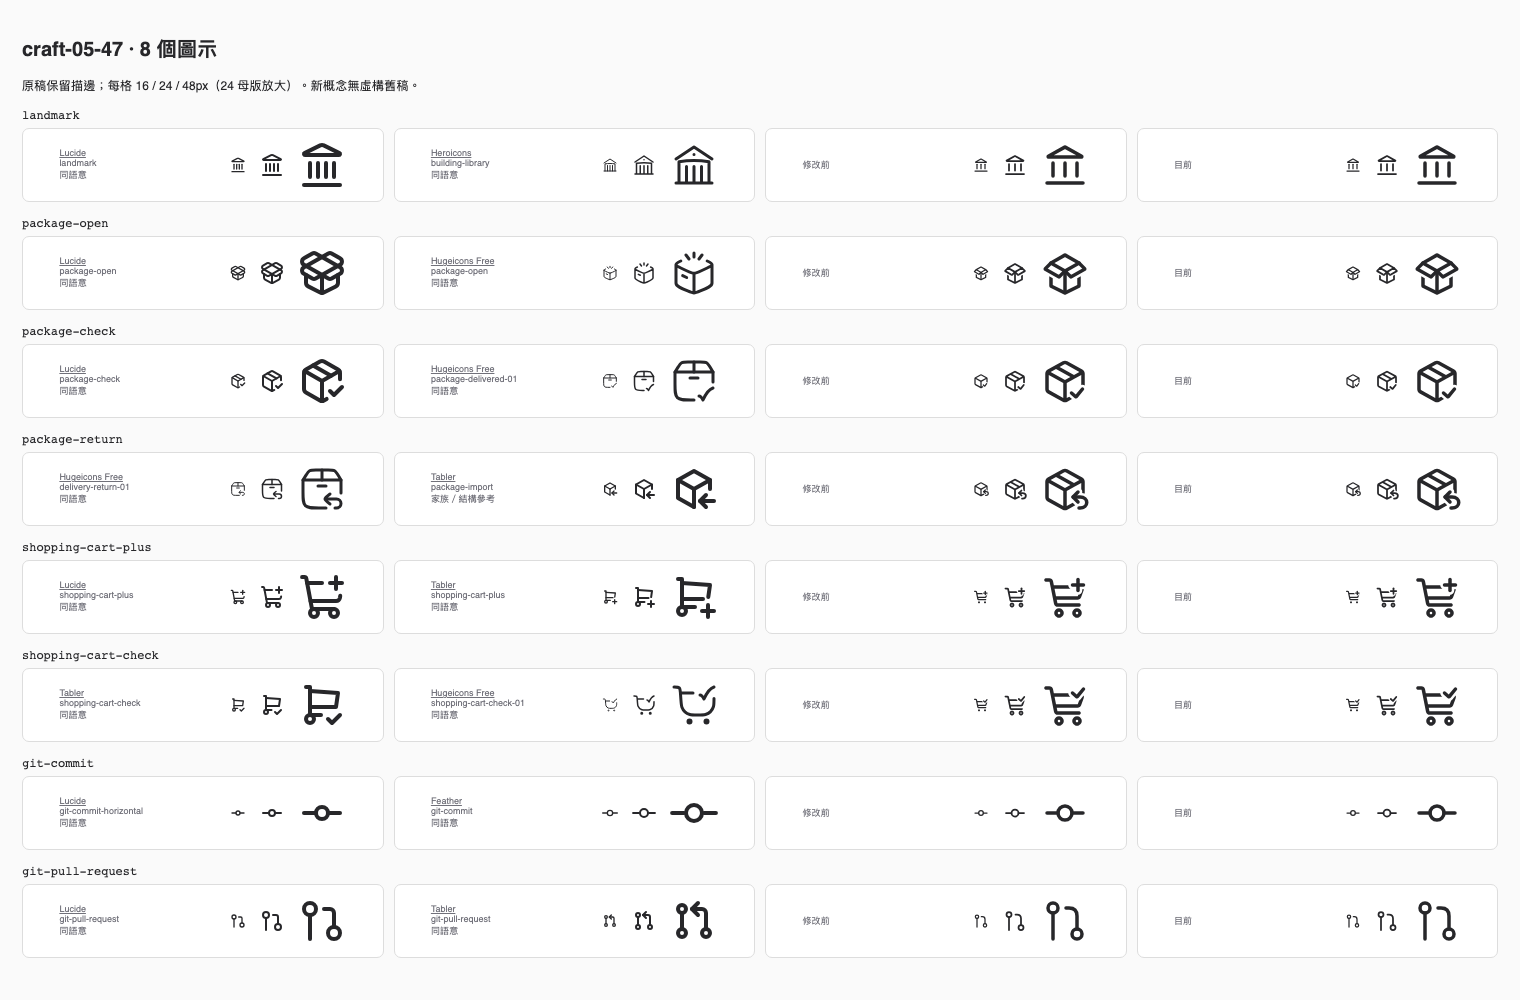 craft-05-47 · 8 個圖示
原稿保留描邊；每格 16 / 24 / 48px（24 母版放大）。新概念無虛構舊稿。
landmark
Lucide
landmark
同語意
Heroicons
building-library
同語意
修改前
目前
package-open
Lucide
package-open
同語意
Hugeicons Free
package-open
同語意
修改前
目前
package-check
Lucide
package-check
同語意
Hugeicons Free
package-delivered-01
同語意
修改前
目前
package-return
Hugeicons Free
delivery-return-01
同語意
Tabler
package-import
家族 / 結構參考
修改前
目前
shopping-cart-plus
Lucide
shopping-cart-plus
同語意
Tabler
shopping-cart-plus
同語意
修改前
目前
shopping-cart-check
Tabler
shopping-cart-check
同語意
Hugeicons Free
shopping-cart-check-01
同語意
修改前
目前
git-commit
Lucide
git-commit-horizontal
同語意
Feather
git-commit
同語意
修改前
目前
git-pull-request
Lucide
git-pull-request
同語意
Tabler
git-pull-request
同語意
修改前
目前